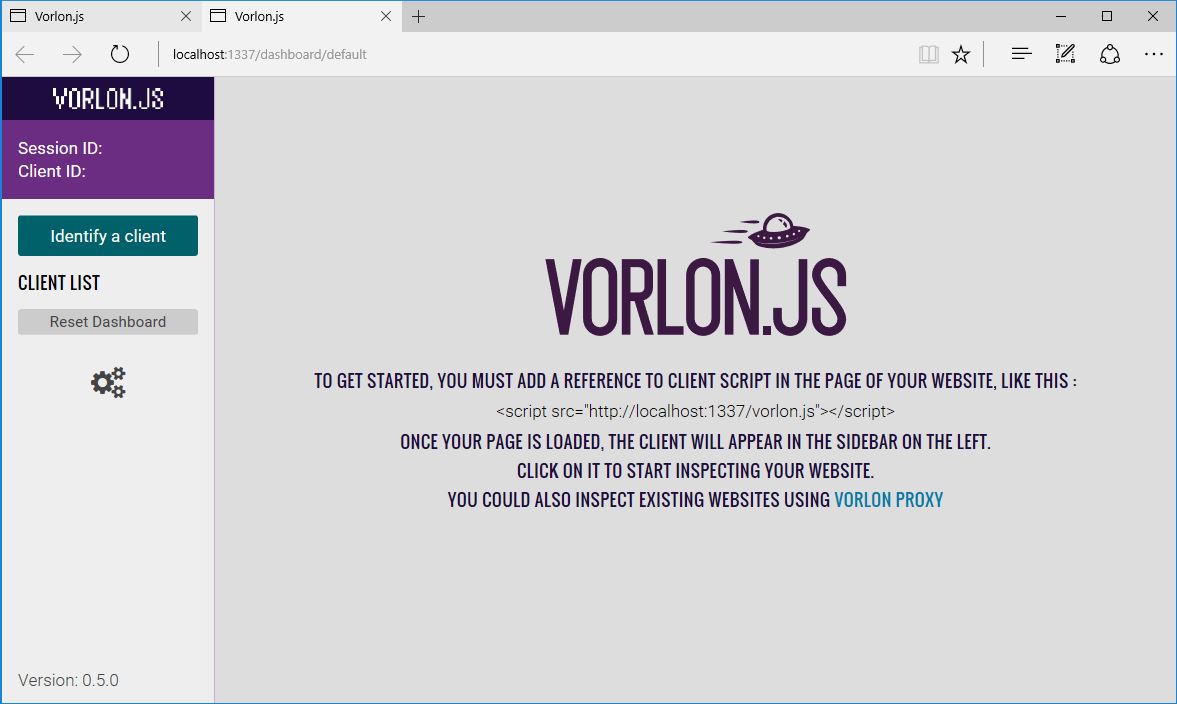 Vorlon.js
Vorlon.js
localhost:1337/dashboard/default
VORLON.JS
Session ID:
Client ID:
Identify a client
CLIENT LIST
Reset Dashboard
Version: 0.5.0
VORLON.JS
TO GET STARTED, YOU MUST ADD A REFERENCE TO CLIENT SCRIPT IN THE PAGE OF YOUR WEBSITE, LIKE THIS :
<script src="http://localhost:1337/vorlon.js"></script>
ONCE YOUR PAGE IS LOADED, THE CLIENT WILL APPEAR IN THE SIDEBAR ON THE LEFT.
CLICK ON IT TO START INSPECTING YOUR WEBSITE.
YOU COULD ALSO INSPECT EXISTING WEBSITES USING VORLON PROXY